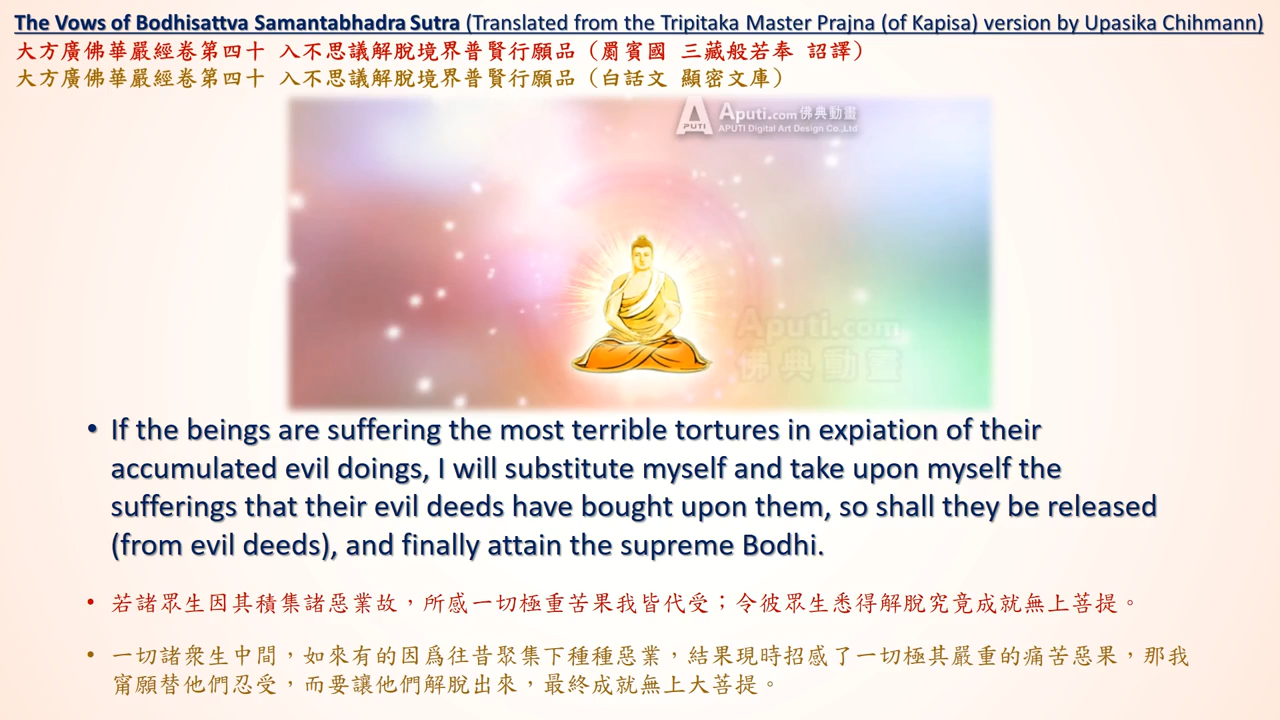 The Vows of Bodhisattva Samantabhadra Sutra (Translated from the Tripitaka Master Prajna (of Kapisa) version by Upasika Chihmann)
大方廣佛華嚴經卷第四十 入不思議解脫境界普賢行願品（罽賓國 三藏般若奉 詔譯）
大方廣佛華嚴經卷第四十 入不思議解脫境界普賢行願品（白話文 顯密文庫）
Aputi.com佛典動畫
APUTI
APUTI Digital Art Design Co.,Ltd
Aputi.com
佛典動畫
• If the beings are suffering the most terrible tortures in expiation of their
accumulated evil doings, I will substitute myself and take upon myself the
sufferings that their evil deeds have bought upon them, so shall they be released
(from evil deeds), and finally attain the supreme Bodhi.
• 若諸眾生因其積集諸惡業故，所感一切極重苦果我皆代受；令彼眾生悉得解脫究竟成就無上菩提。
• 一切諸衆生中間，如來有的因爲往昔聚集下種種惡業，結果現時招感了一切極其嚴重的痛苦惡果，那我
甯願替他們忍受，而要讓他們解脫出來，最終成就無上大菩提。